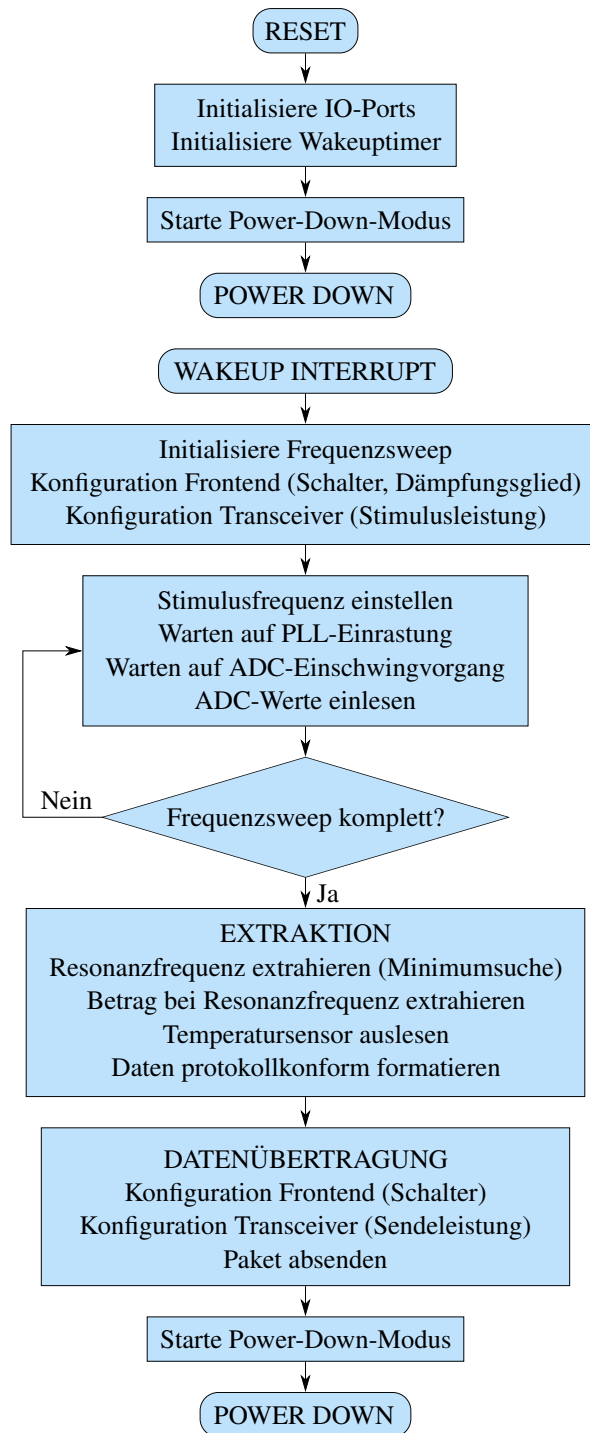 RESET
Initialisiere IO-Ports
Initialisiere Wakeuptimer
Starte Power-Down-Modus
POWER DOWN
WAKEUP INTERRUPT
Initialisiere Frequenzsweep
Konfiguration Frontend (Schalter, Dämpfungsglied)
Konfiguration Transceiver (Stimulusleistung)
Stimulusfrequenz einstellen
Warten auf PLL-Einrastung
Warten auf ADC-Einschwingvorgang
ADC-Werte einlesen
Nein
Frequenzsweep komplett?
Ja
EXTRAKTION
Resonanzfrequenz extrahieren (Minimumsuche)
Betrag bei Resonanzfrequenz extrahieren
Temperatursensor auslesen
Daten protokollkonform formatieren
DATENÜBERTRAGUNG
Konfiguration Frontend (Schalter)
Konfiguration Transceiver (Sendeleistung)
Paket absenden
Starte Power-Down-Modus
POWER DOWN